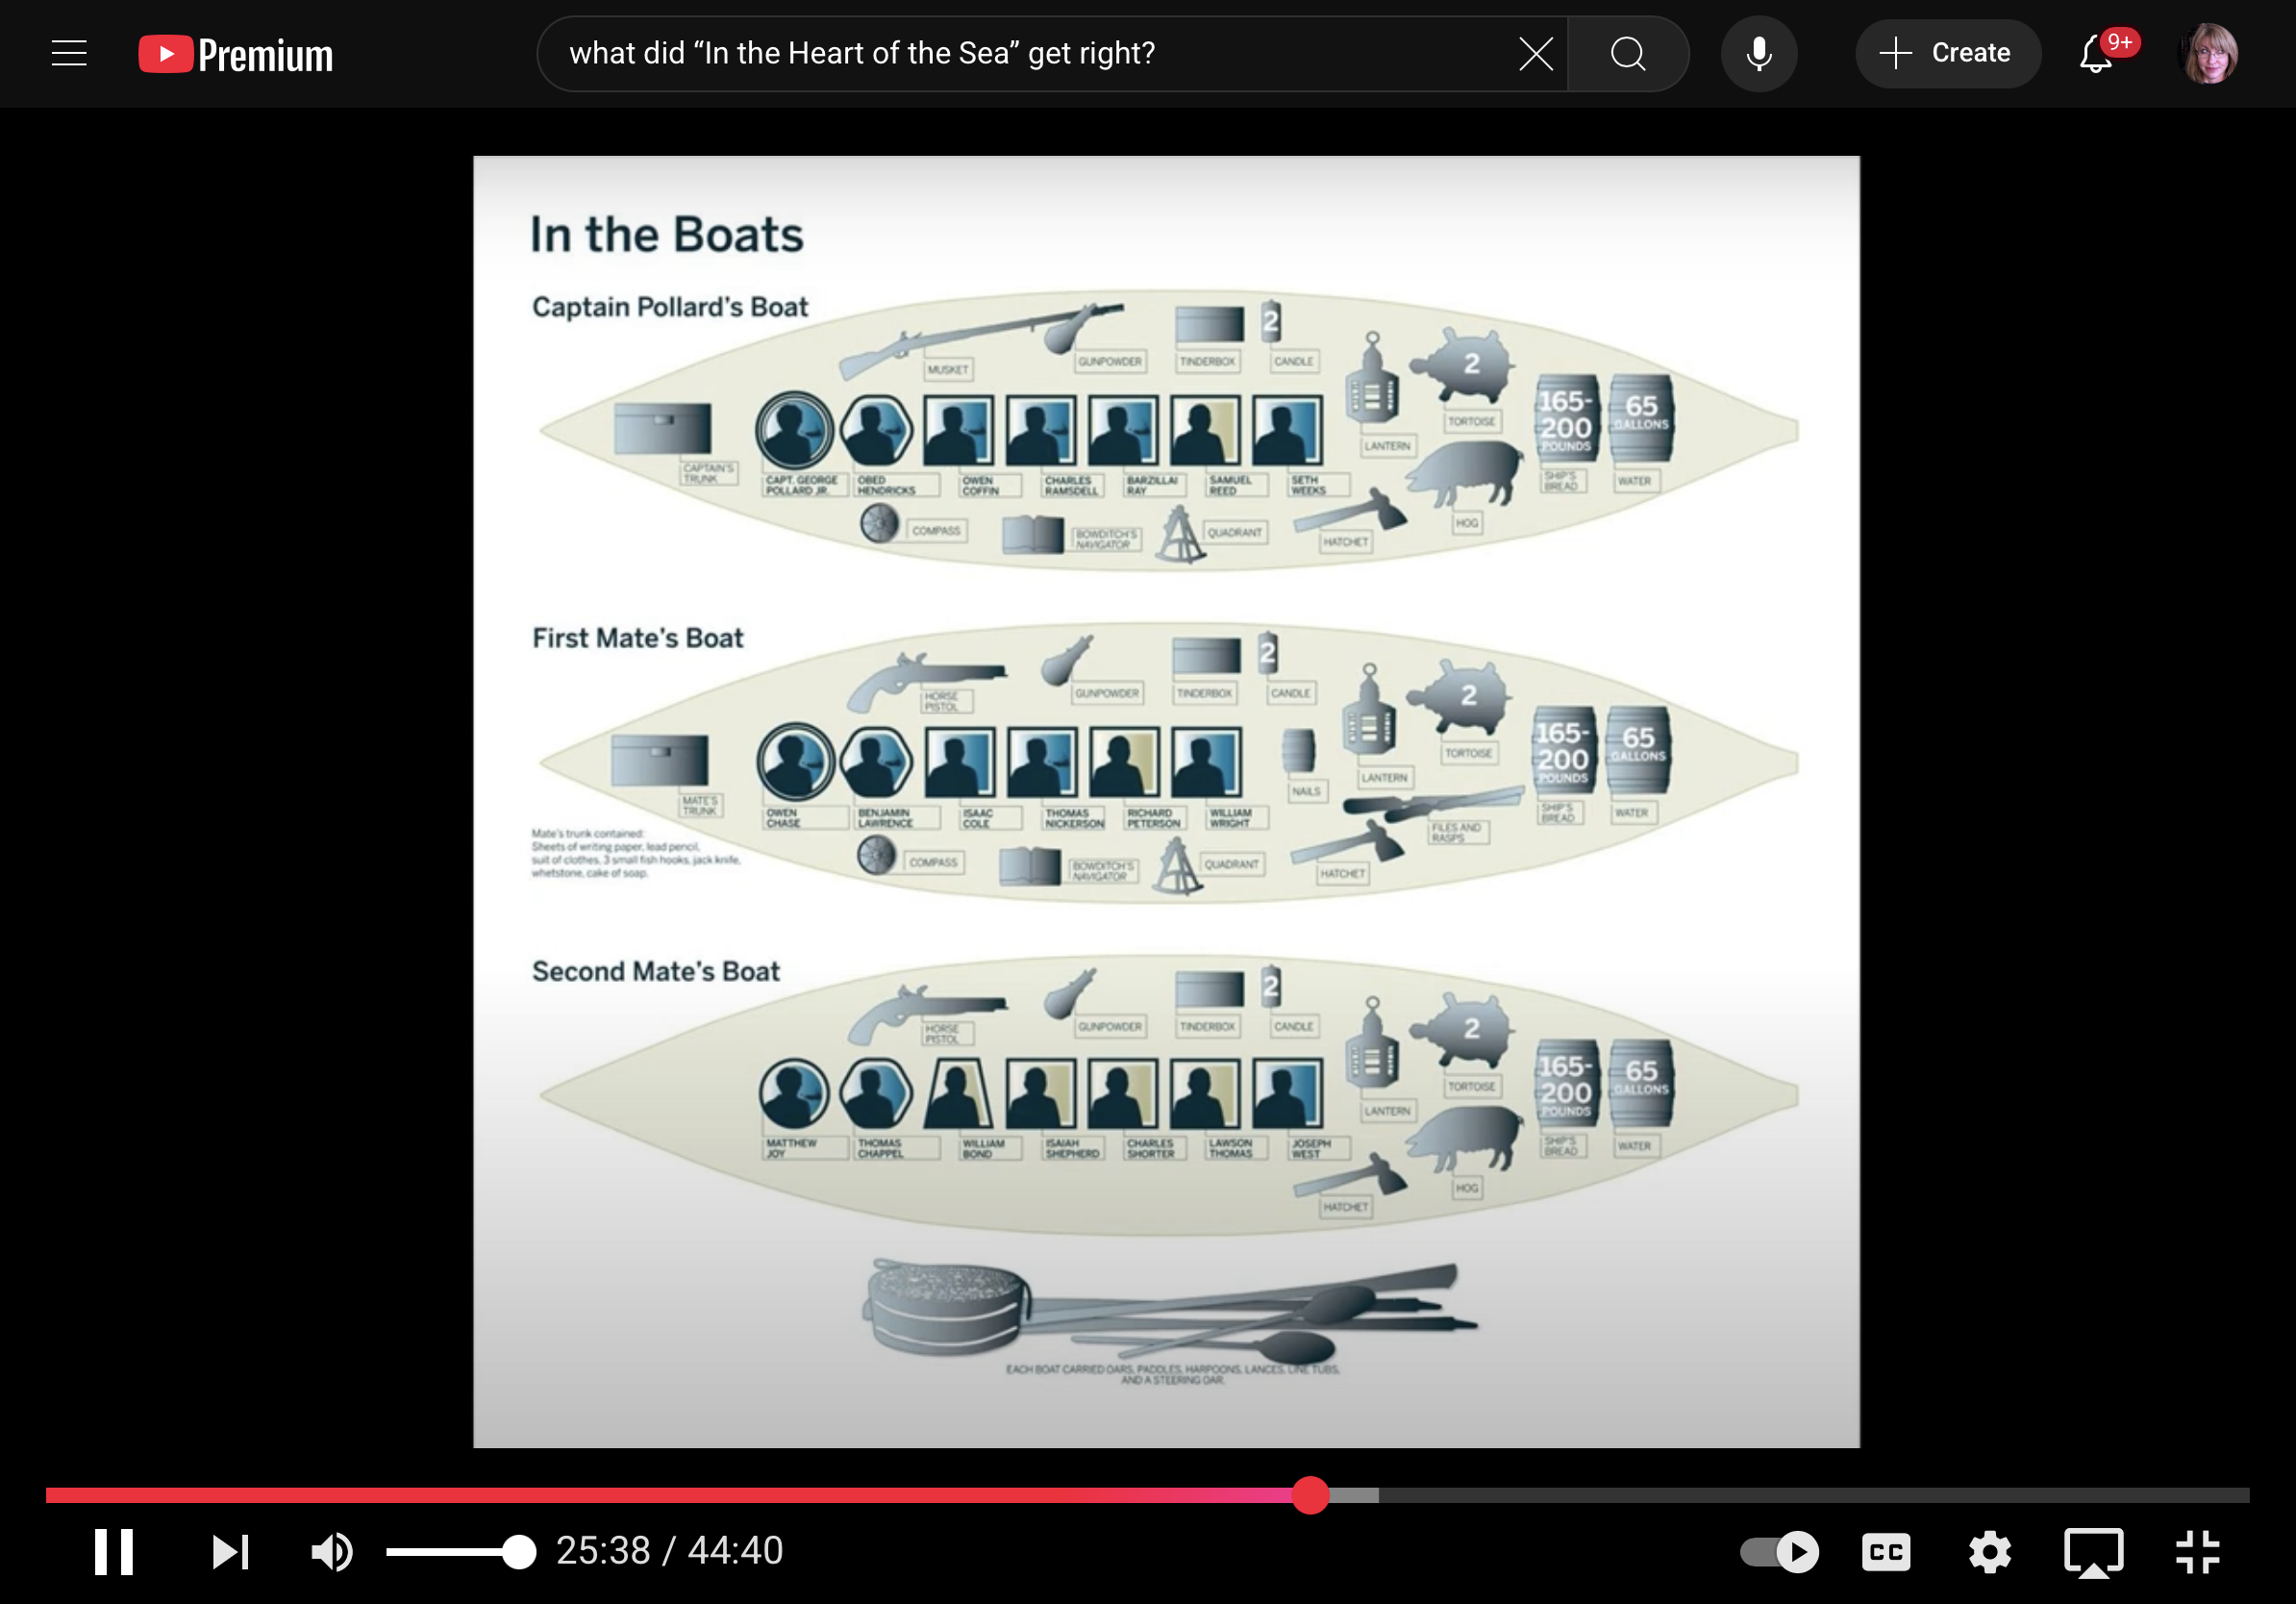 Premium
what did “In the Heart of the Sea” get right?
Create
9+
In the Boats
Captain Pollard's Boat
MUSKET
GUNPOWDER
TINDERBOX
2
CANDLE
LANTERN
2
TORTOISE
165-
200
POUNDS
SHIP'S
BREAD
65
GALLONS
WATER
CAPTAIN'S
TRUNK
CAPT. GEORGE
POLLARD JR.
OBED
HENDRICKS
OWEN
COFFIN
CHARLES
RAMSDELL
BARZILLAI
RAY
SAMUEL
REED
SETH
WEEKS
COMPASS
BOWDITCH'S
NAVIGATOR
QUADRANT
HATCHET
HOG
First Mate's Boat
HORSE
PISTOL
GUNPOWDER
TINDERBOX
2
CANDLE
LANTERN
2
TORTOISE
165-
200
POUNDS
SHIP'S
BREAD
65
GALLONS
WATER
MATE'S
TRUNK
OWEN
CHASE
BENJAMIN
LAWRENCE
ISAAC
COLE
THOMAS
NICKERSON
RICHARD
PETERSON
WILLIAM
WRIGHT
NAILS
FILES AND
RASPS
Mate's trunk contained:
Sheets of writing paper, lead pencil,
suit of clothes, 3 small fish hooks, jack knife,
whetstone, cake of soap.
COMPASS
BOWDITCH'S
NAVIGATOR
QUADRANT
HATCHET
Second Mate's Boat
HORSE
PISTOL
GUNPOWDER
TINDERBOX
2
CANDLE
LANTERN
2
TORTOISE
165-
200
POUNDS
SHIP'S
BREAD
65
GALLONS
WATER
MATTHEW
JOY
THOMAS
CHAPPEL
WILLIAM
BOND
ISAIAH
SHEPHERD
CHARLES
SHORTER
LAWSON
THOMAS
JOSEPH
WEST
HATCHET
HOG
EACH BOAT CARRIED OARS, PADDLES, HARPOONS, LANCES, LINE TUBS,
AND A STEERING OAR.
25:38 / 44:40
CC